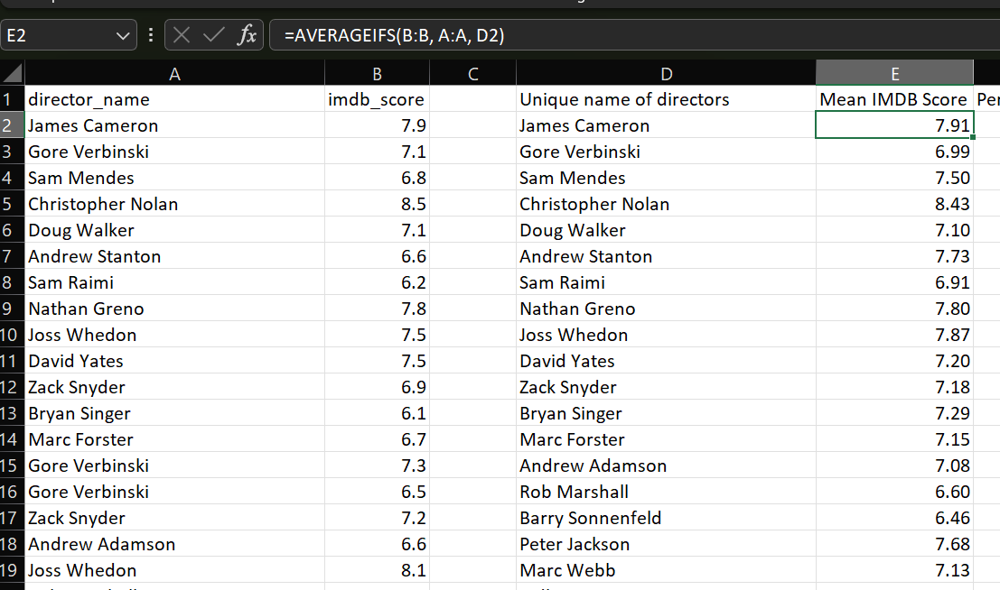 E2 fx =AVERAGEIFS(B:B, A:A, D2)
A B C D E
1 director_name imdb_score Unique name of directors Mean IMDB Score Per
2 James Cameron 7.9 James Cameron 7.91
3 Gore Verbinski 7.1 Gore Verbinski 6.99
4 Sam Mendes 6.8 Sam Mendes 7.50
5 Christopher Nolan 8.5 Christopher Nolan 8.43
6 Doug Walker 7.1 Doug Walker 7.10
7 Andrew Stanton 6.6 Andrew Stanton 7.73
8 Sam Raimi 6.2 Sam Raimi 6.91
9 Nathan Greno 7.8 Nathan Greno 7.80
10 Joss Whedon 7.5 Joss Whedon 7.87
11 David Yates 7.5 David Yates 7.20
12 Zack Snyder 6.9 Zack Snyder 7.18
13 Bryan Singer 6.1 Bryan Singer 7.29
14 Marc Forster 6.7 Marc Forster 7.15
15 Gore Verbinski 7.3 Andrew Adamson 7.08
16 Gore Verbinski 6.5 Rob Marshall 6.60
17 Zack Snyder 7.2 Barry Sonnenfeld 6.46
18 Andrew Adamson 6.6 Peter Jackson 7.68
19 Joss Whedon 8.1 Marc Webb 7.13